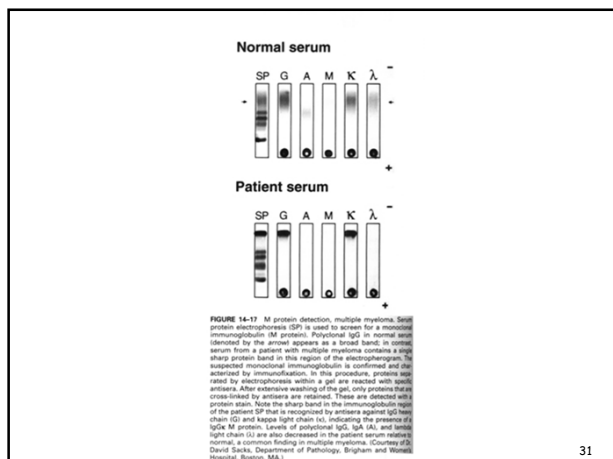 Normal serum
SP G A M κ λ
−
+
Patient serum
SP G A M κ λ
−
+
FIGURE 14–17 M protein detection, multiple myeloma. Serum
protein electrophoresis (SP) is used to screen for a monoclonal
immunoglobulin (M protein). Polyclonal IgG in normal serum
(denoted by the arrow) appears as a broad band; in contrast,
serum from a patient with multiple myeloma contains a single
sharp protein band in this region of the electropherogram. The
suspected monoclonal immunoglobulin is confirmed and char-
acterized by immunofixation. In this procedure, proteins sepa-
rated by electrophoresis within a gel are reacted with specific
antisera. After extensive washing of the gel, only proteins that are
cross-linked by antisera are retained. These are detected with a
protein stain. Note the sharp band in the immunoglobulin region
of the patient SP that is recognized by antisera against IgG heavy
chain (G) and kappa light chain (κ), indicating the presence of a
IgGκ M protein. Levels of polyclonal IgG, IgA (A), and lambda
light chain (λ) are also decreased in the patient serum relative to
normal, a common finding in multiple myeloma. (Courtesy of Dr.
David Sacks, Department of Pathology, Brigham and Women's
Hospital, Boston, MA.)
31